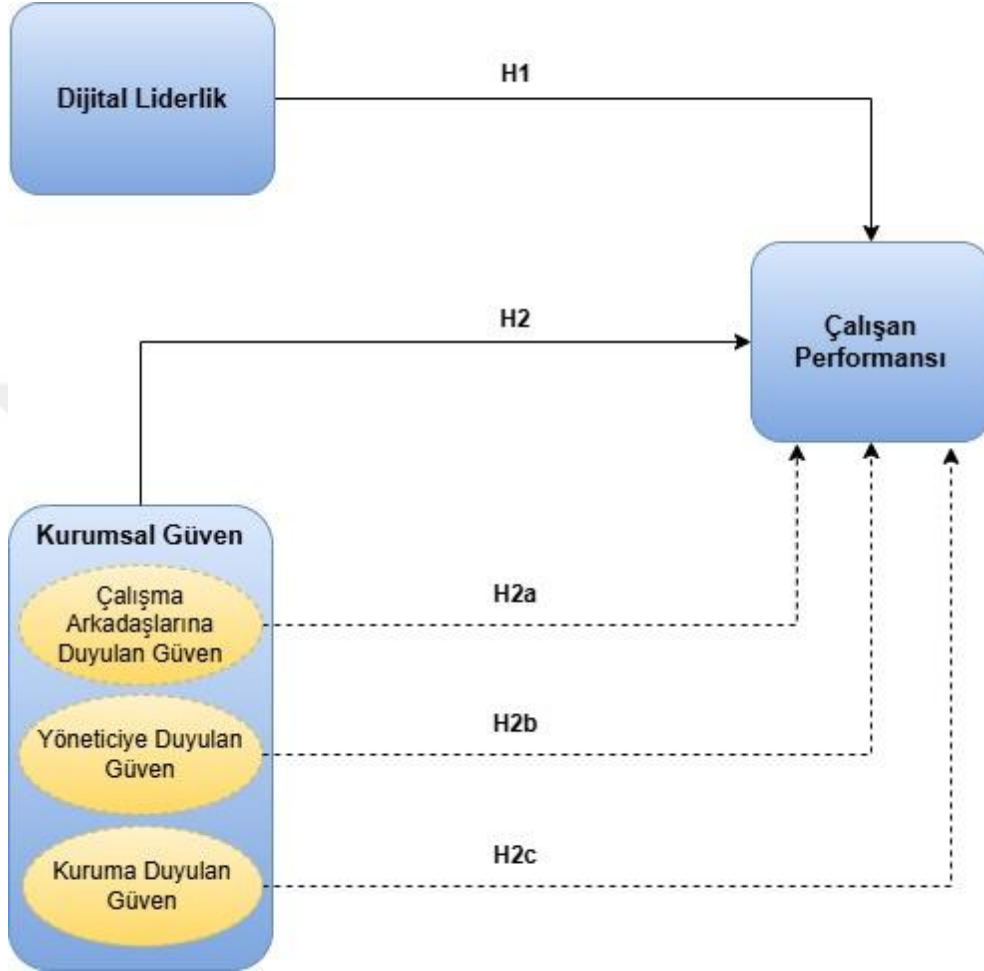 Dijital Liderlik
H1
Çalışan
Performansı
H2
Kurumsal Güven
Çalışma
Arkadaşlarına
Duyulan Güven
H2a
Yöneticiye Duyulan
Güven
H2b
Kuruma Duyulan
Güven
H2c